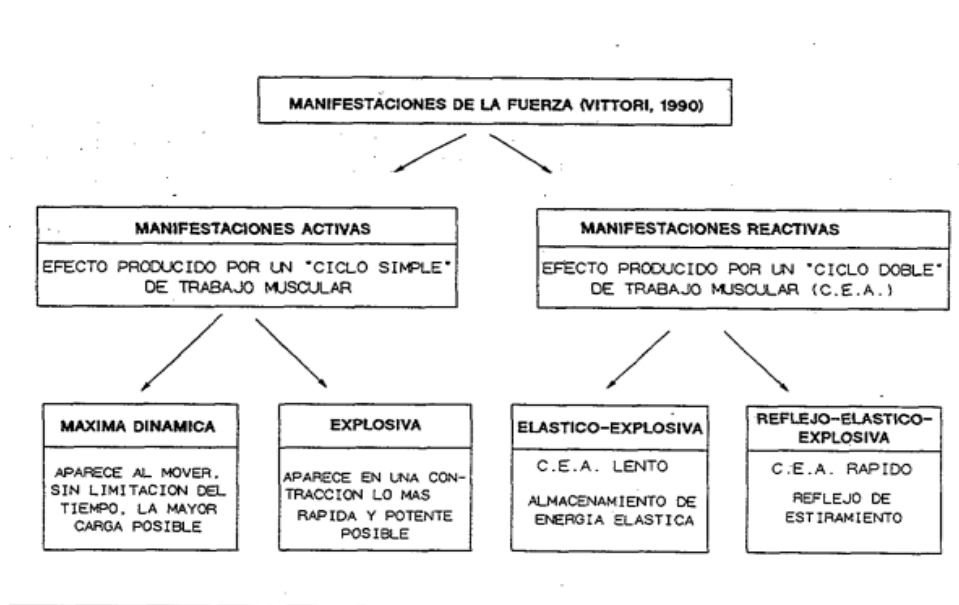 MANIFESTACIONES DE LA FUERZA (VITTORI, 1990)
MANIFESTACIONES ACTIVAS
EFECTO PRODUCIDO POR UN "CICLO SIMPLE"
DE TRABAJO MUSCULAR
MANIFESTACIONES REACTIVAS
EFECTO PRODUCIDO POR UN "CICLO DOBLE"
DE TRABAJO MUSCULAR (C.E.A.)
MAXIMA DINAMICA
APARECE AL MOVER,
SIN LIMITACION DEL
TIEMPO, LA MAYOR
CARGA POSIBLE
EXPLOSIVA
APARECE EN UNA CON-
TRACCION LO MAS
RAPIDA Y POTENTE
POSIBLE
ELASTICO-EXPLOSIVA
C.E.A. LENTO
ALMACENAMIENTO DE
ENERGIA ELASTICA
REFLEJO-ELASTICO-
EXPLOSIVA
C.E.A. RAPIDO
REFLEJO DE
ESTIRAMIENTO